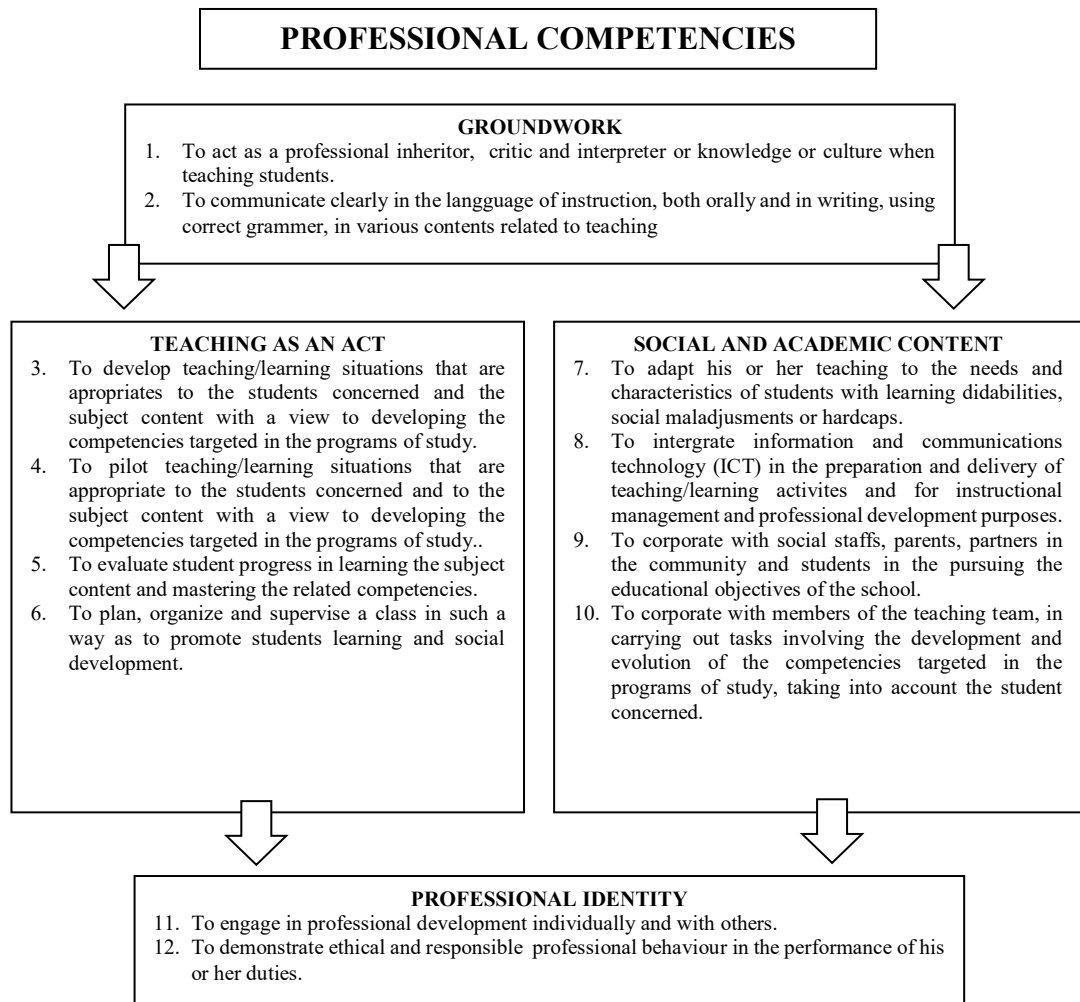 PROFESSIONAL COMPETENCIES
GROUNDWORK
1. To act as a professional inheritor, critic and interpreter or knowledge or culture when
teaching students.
2. To communicate clearly in the langguage of instruction, both orally and in writing, using
correct grammer, in various contents related to teaching
TEACHING AS AN ACT
3. To develop teaching/learning situations that are
apropriates to the students concerned and the
subject content with a view to developing the
competencies targeted in the programs of study.
4. To pilot teaching/learning situations that are
appropriate to the students concerned and to the
subject content with a view to developing the
competencies targeted in the programs of study..
5. To evaluate student progress in learning the subject
content and mastering the related competencies.
6. To plan, organize and supervise a class in such a
way as to promote students learning and social
development.
SOCIAL AND ACADEMIC CONTENT
7. To adapt his or her teaching to the needs and
characteristics of students with learning didabilities,
social maladjusments or hardcaps.
8. To intergrate information and communications
technology (ICT) in the preparation and delivery of
teaching/learning activites and for instructional
management and professional development purposes.
9. To corporate with social staffs, parents, partners in
the community and students in the pursuing the
educational objectives of the school.
10. To corporate with members of the teaching team, in
carrying out tasks involving the development and
evolution of the competencies targeted in the
programs of study, taking into account the student
concerned.
PROFESSIONAL IDENTITY
11. To engage in professional development individually and with others.
12. To demonstrate ethical and responsible professional behaviour in the performance of his
or her duties.